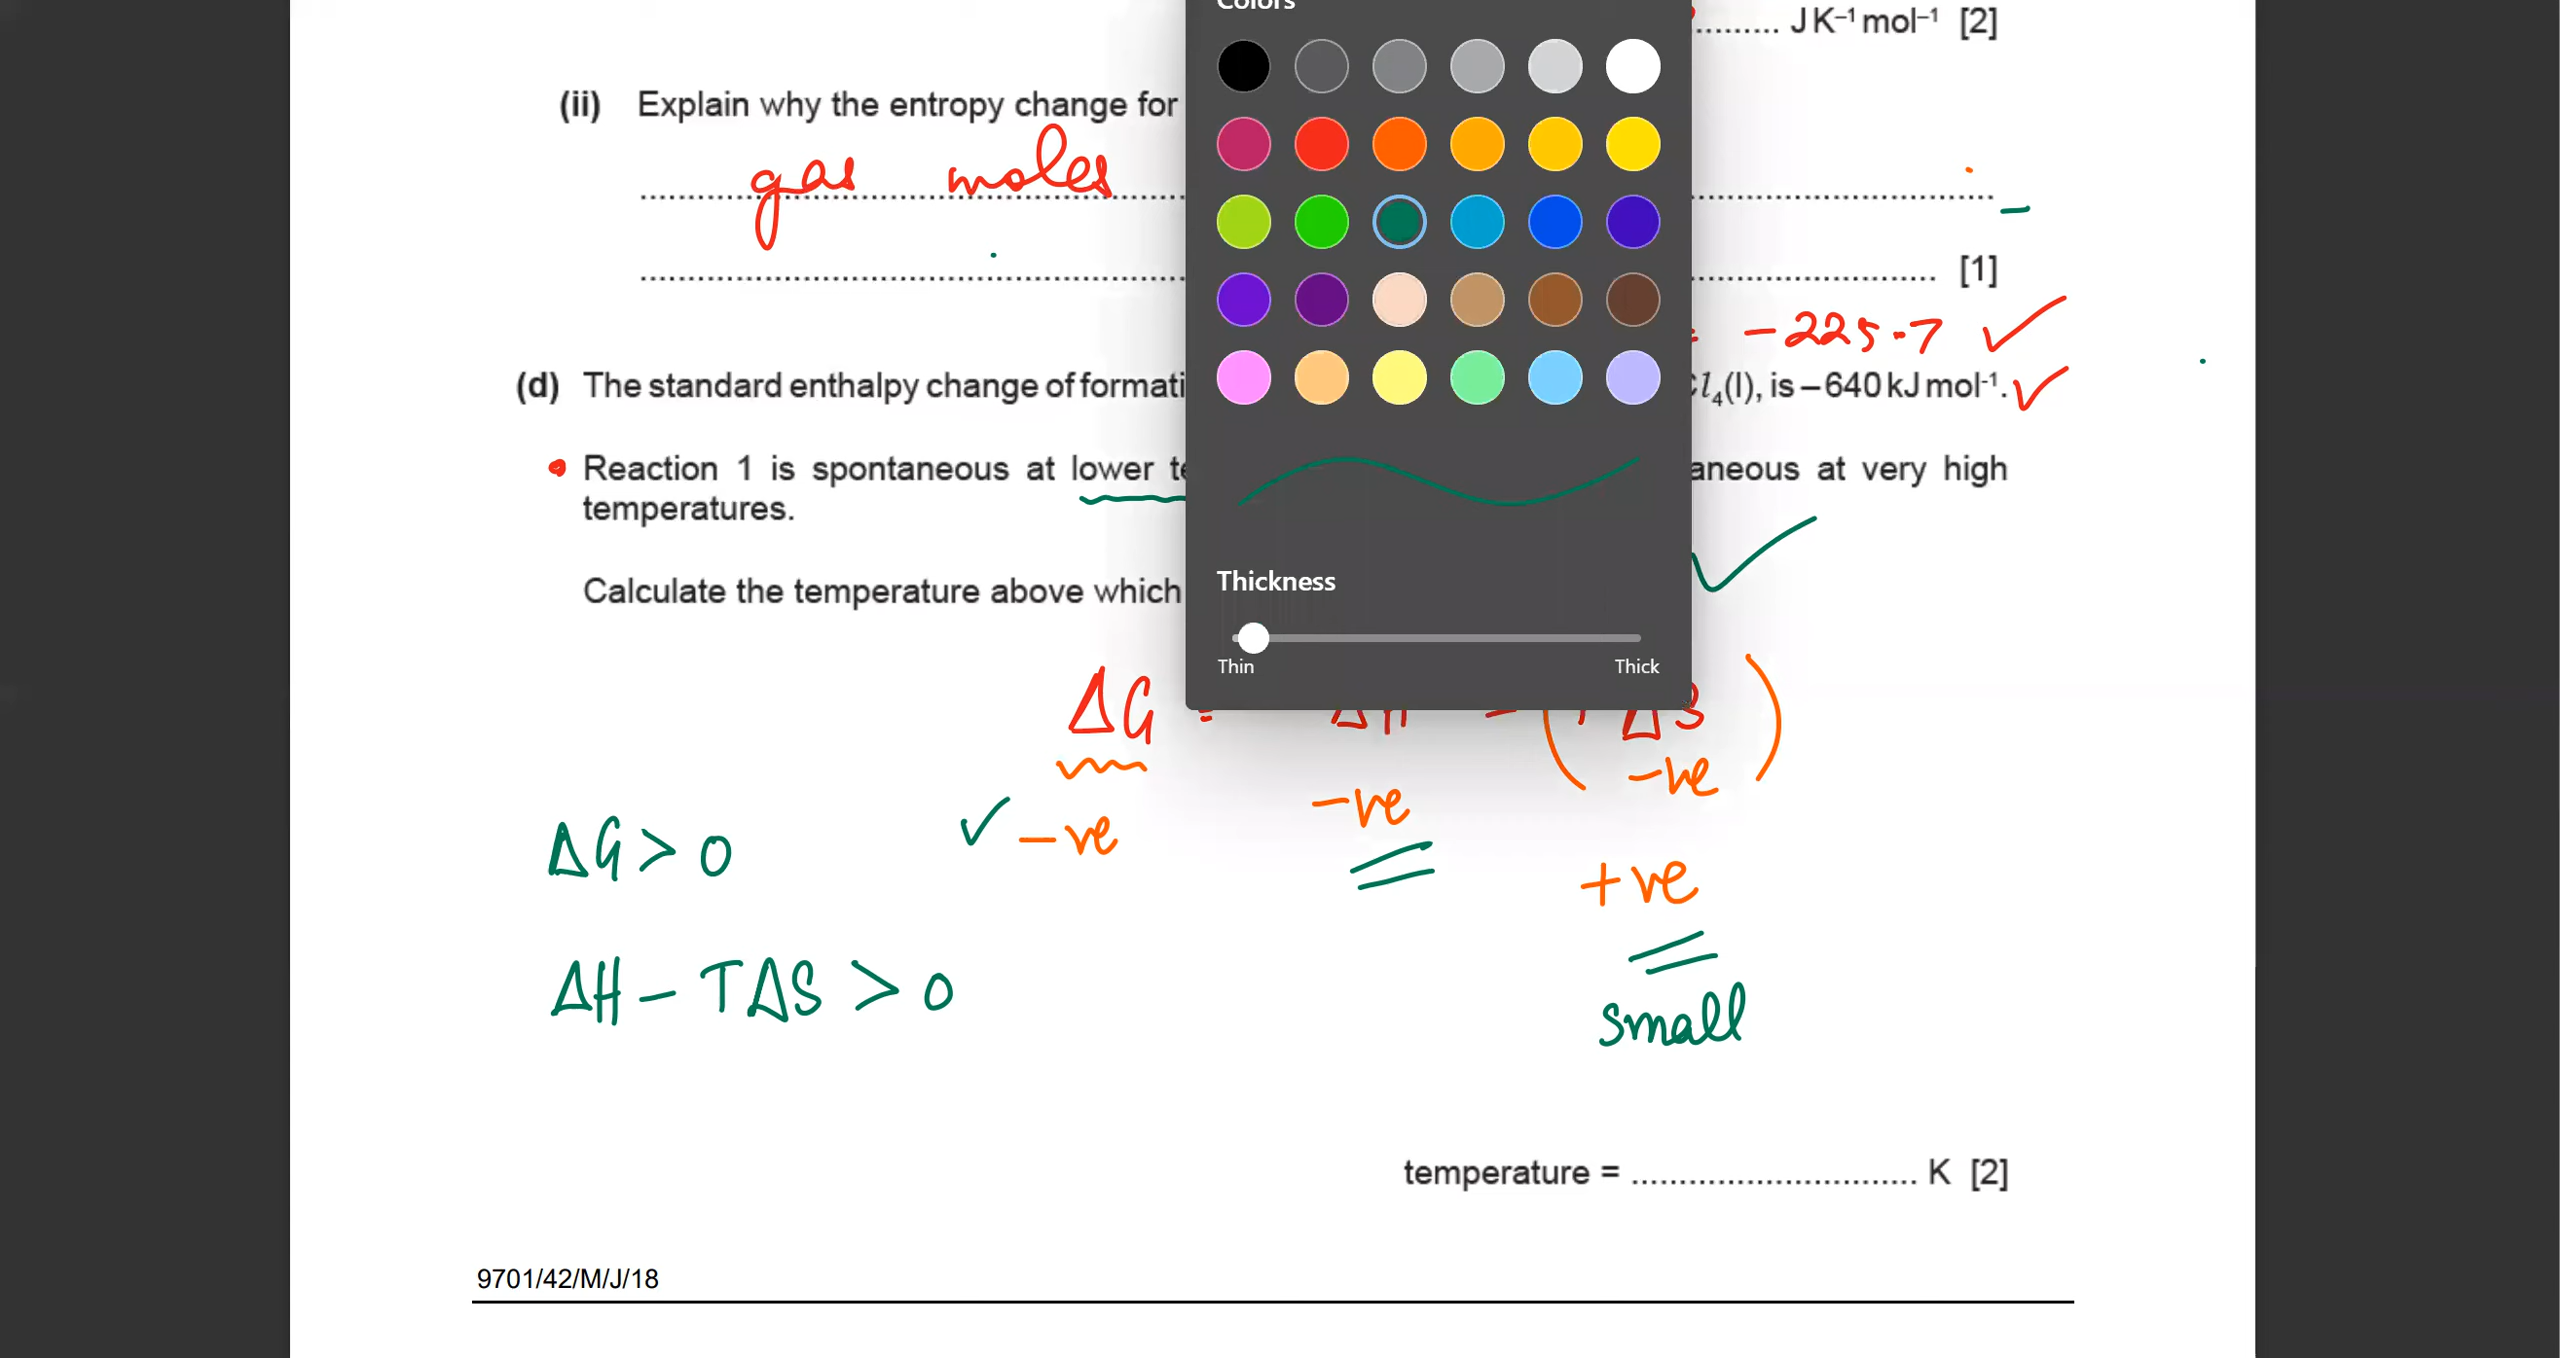 Colors
J K⁻¹ mol⁻¹ [2]
(ii) Explain why the entropy change for
gas moles
[1]
= -225.7 ✓
(d) The standard enthalpy change of formati
l₄(l), is –640 kJ mol⁻¹. ✓
Reaction 1 is spontaneous at lower te
aneous at very high
temperatures.
Calculate the temperature above which
Thickness
Thin Thick
ΔG = ΔH – (TΔS)
-ve
-ve
✓ -ve
ΔG > 0
+ve
ΔH – TΔS > 0
small
temperature = .............................. K [2]
9701/42/M/J/18